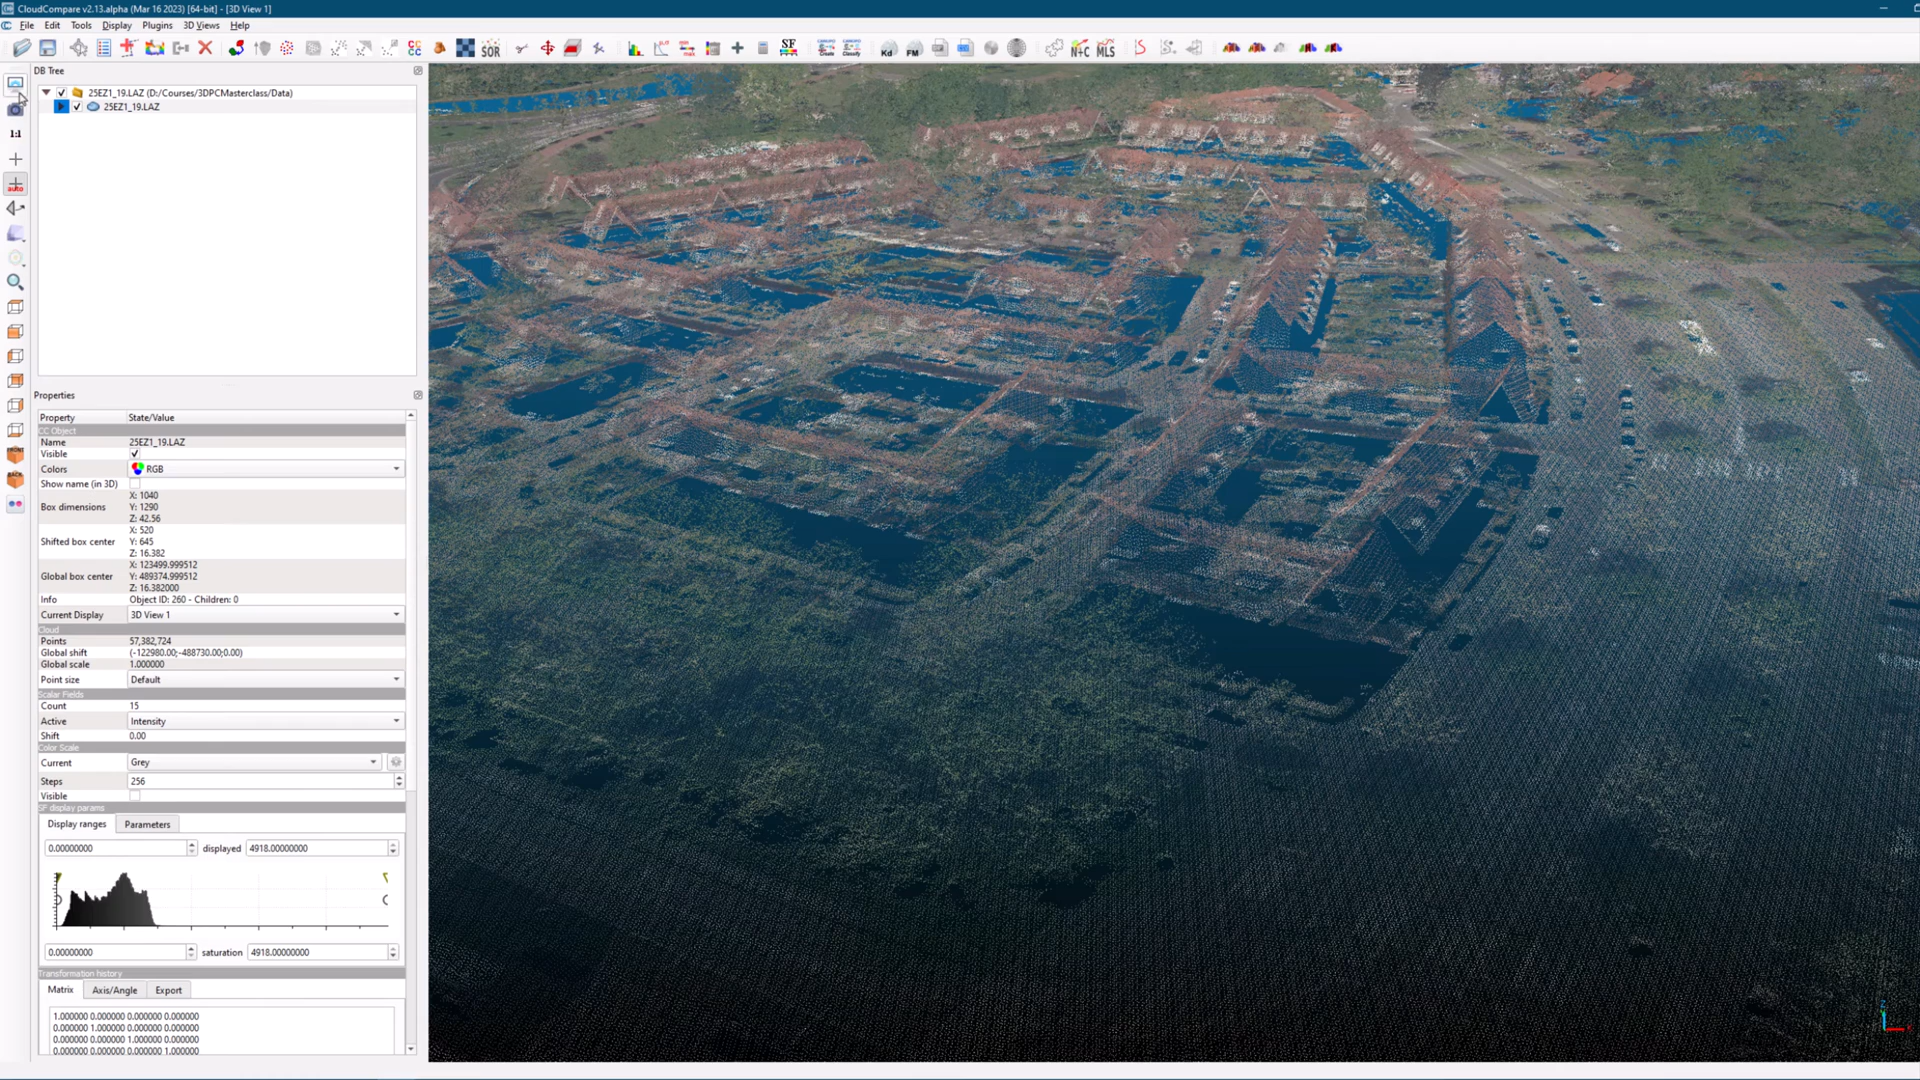 CloudCompare v2.13.alpha (Mar 16 2023) [64-bit] - [3D View 1]
File Edit Tools Display Plugins 3D Views Help
SOR SF Kd FM N+C MLS
DB Tree
25EZ1_19.LAZ (D:/Courses/3DPCMasterclass/Data)
25EZ1_19.LAZ
1:1
auto
FRONT
BACK
Properties
Property State/Value
CC Object
Name 25EZ1_19.LAZ
Visible
Colors RGB
Show name (in 3D)
Box dimensions
X: 1040
Y: 1290
Z: 42.56
Shifted box center
X: 520
Y: 645
Z: 16.382
Global box center
X: 123499.999512
Y: 489374.999512
Z: 16.382000
Info Object ID: 260 - Children: 0
Current Display 3D View 1
Cloud
Points 57,382,724
Global shift (-122980.00;-488730.00;0.00)
Global scale 1.000000
Point size Default
Scalar Fields
Count 15
Active Intensity
Shift 0.00
Color Scale
Current Grey
Steps 256
Visible
SF display params
Display ranges Parameters
0.00000000 displayed 4918.00000000
0.00000000 saturation 4918.00000000
Transformation history
Matrix Axis/Angle Export
1.000000 0.000000 0.000000 0.000000
0.000000 1.000000 0.000000 0.000000
0.000000 0.000000 1.000000 0.000000
0.000000 0.000000 0.000000 1.000000